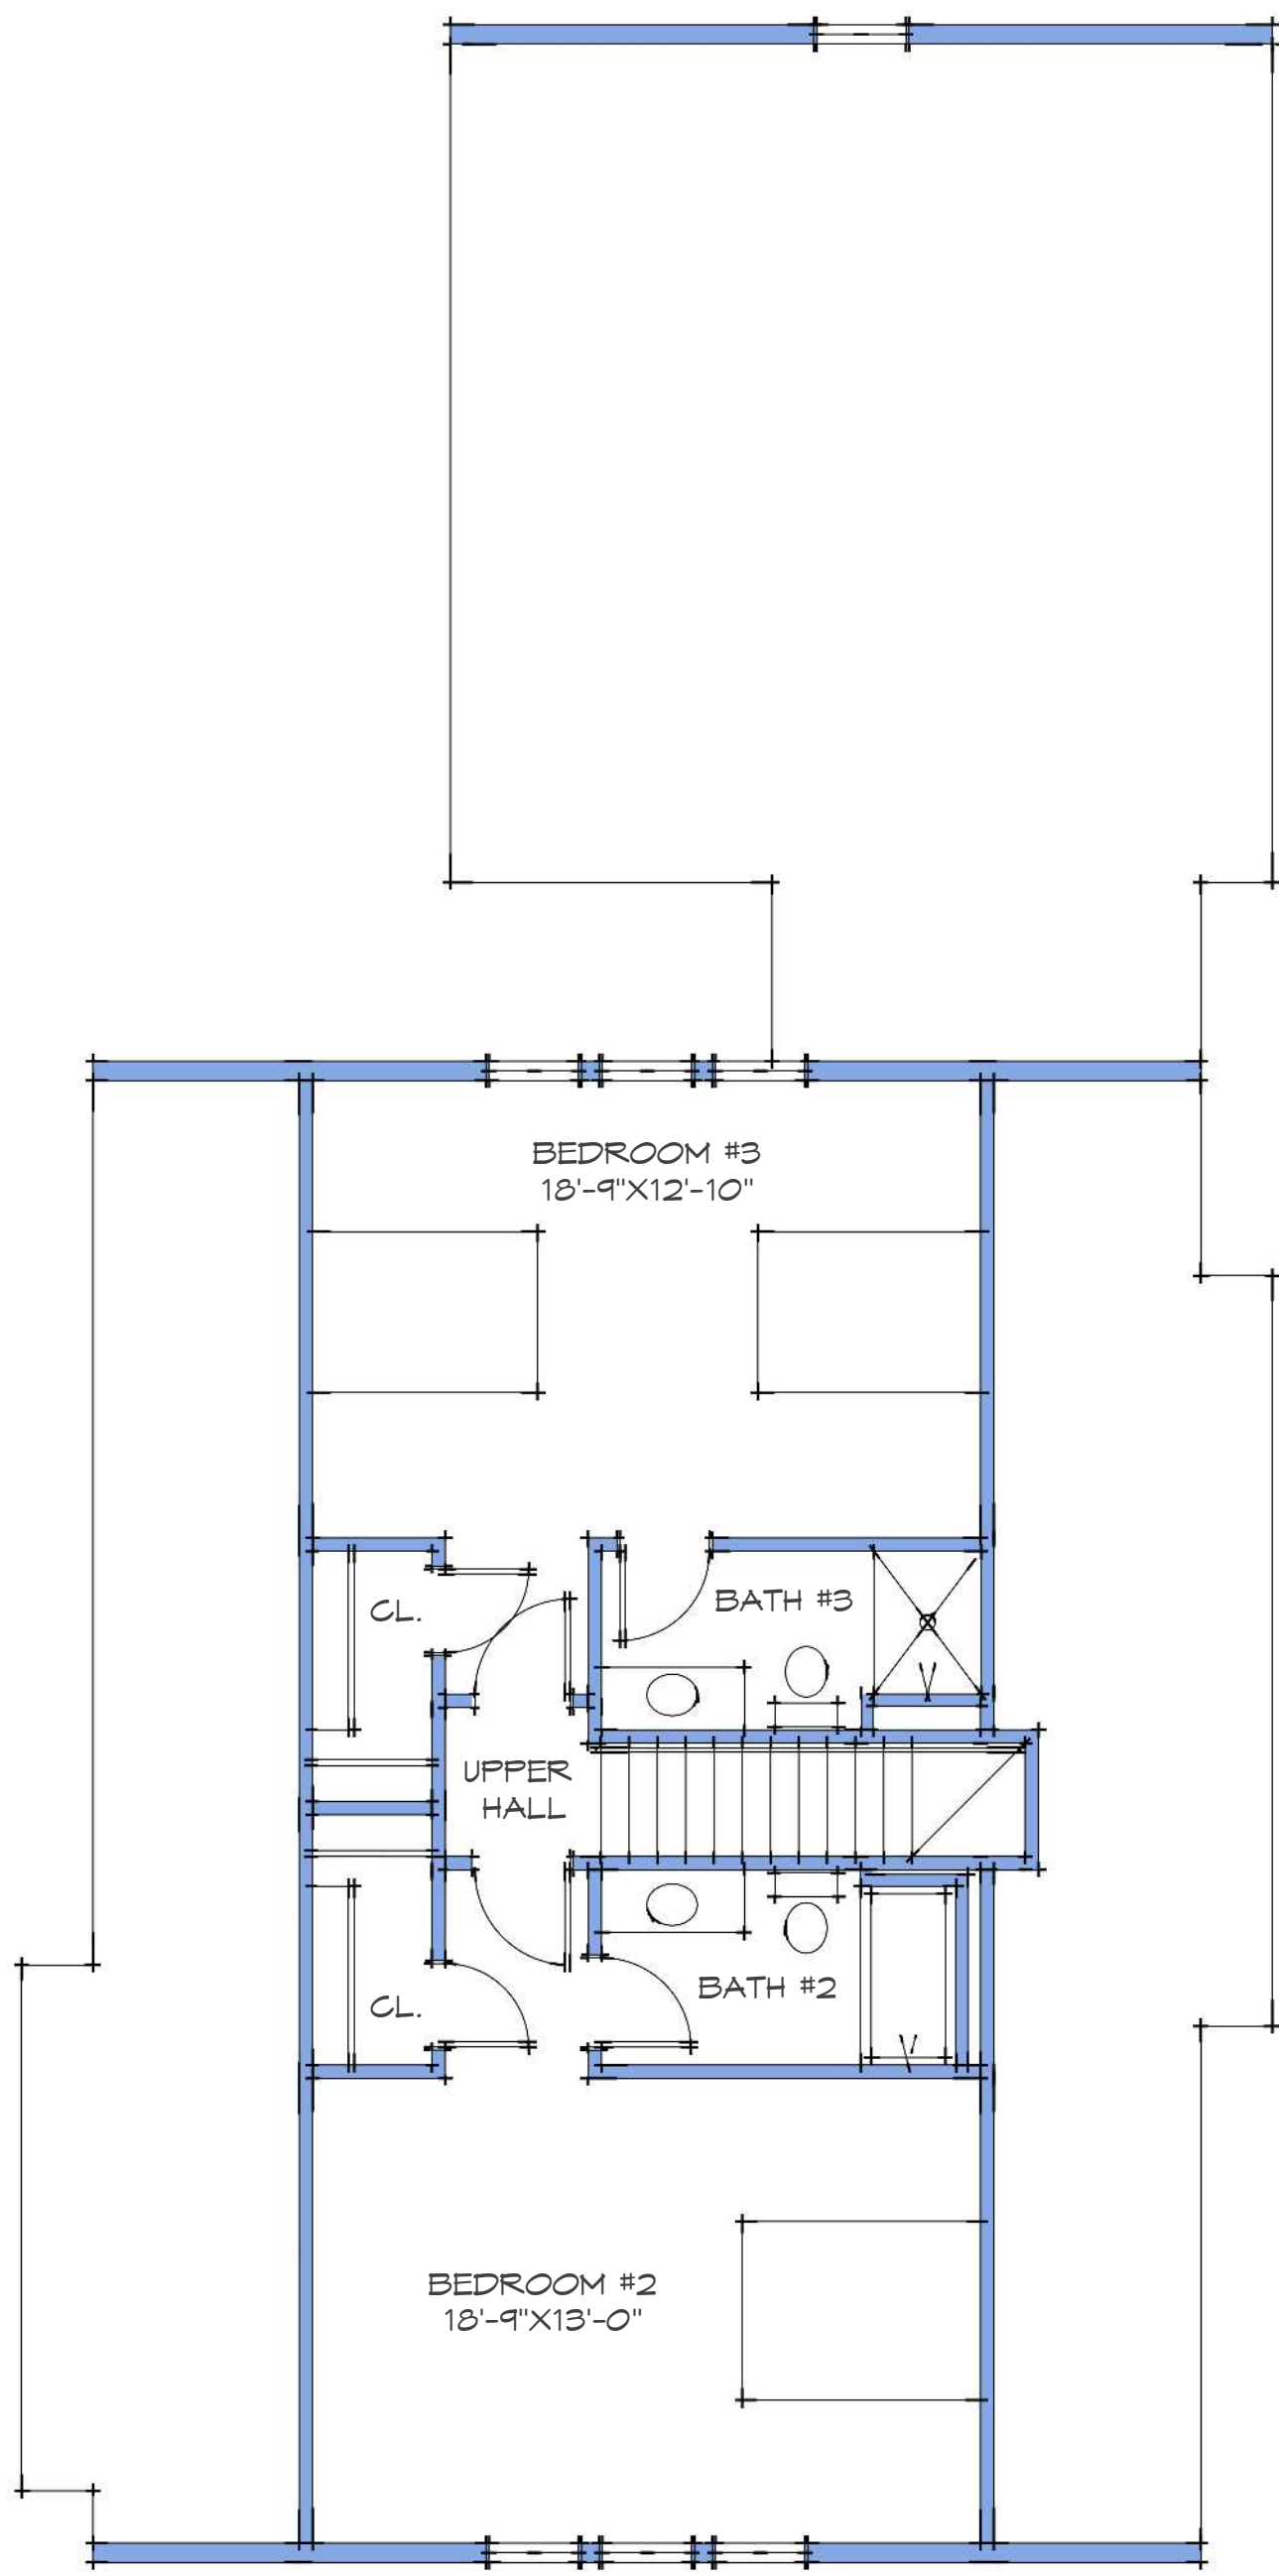 BEDROOM #3
18'-9"X12'-10"
BATH #3
CL.
UPPER
HALL
BATH #2
CL.
BEDROOM #2
18'-9"X13'-0"